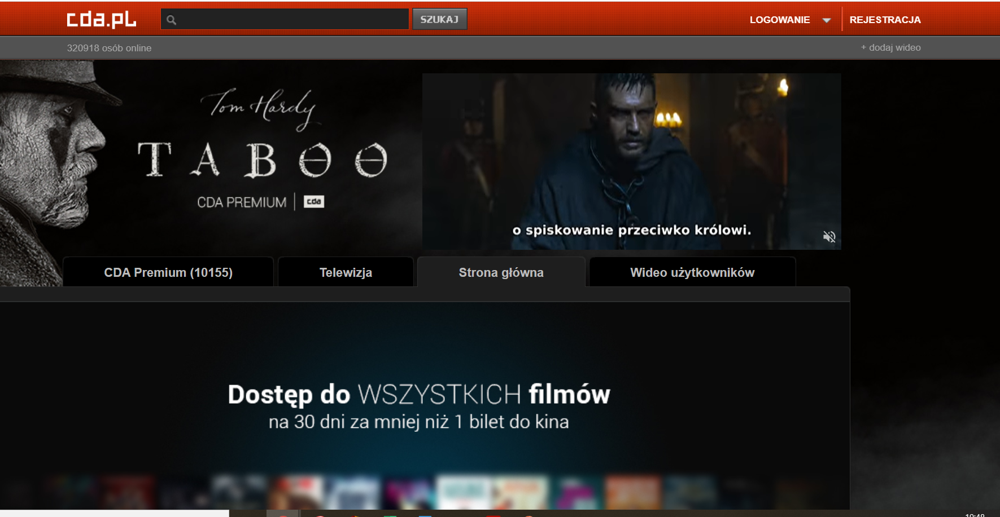 cda.pl
SZUKAJ
LOGOWANIE
REJESTRACJA
320918 osób online
+ dodaj wideo
Tom Hardy
TABOO
CDA PREMIUM | cda
o spiskowanie przeciwko królowi.
CDA Premium (10155)
Telewizja
Strona główna
Wideo użytkowników
Dostęp do WSZYSTKICH filmów
na 30 dni za mniej niż 1 bilet do kina